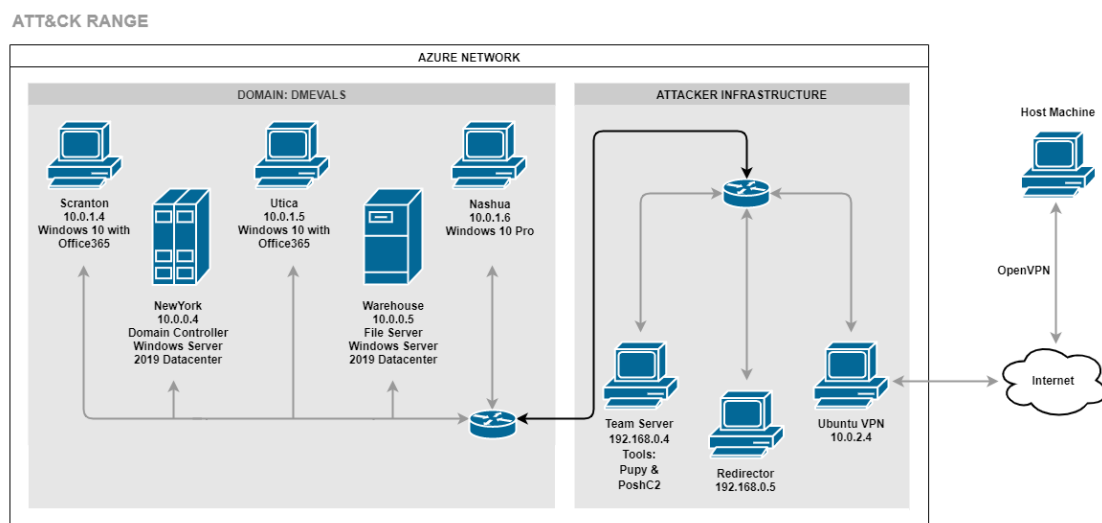 ATT&CK RANGE
AZURE NETWORK
DOMAIN: DMEVALS
Scranton
10.0.1.4
Windows 10 with
Office365
Utica
10.0.1.5
Windows 10 with
Office365
Nashua
10.0.1.6
Windows 10 Pro
NewYork
10.0.0.4
Domain Controller
Windows Server
2019 Datacenter
Warehouse
10.0.0.5
File Server
Windows Server
2019 Datacenter
ATTACKER INFRASTRUCTURE
Team Server
192.168.0.4
Tools:
Pupy &
PoshC2
Redirector
192.168.0.5
Ubuntu VPN
10.0.2.4
Host Machine
OpenVPN
Internet